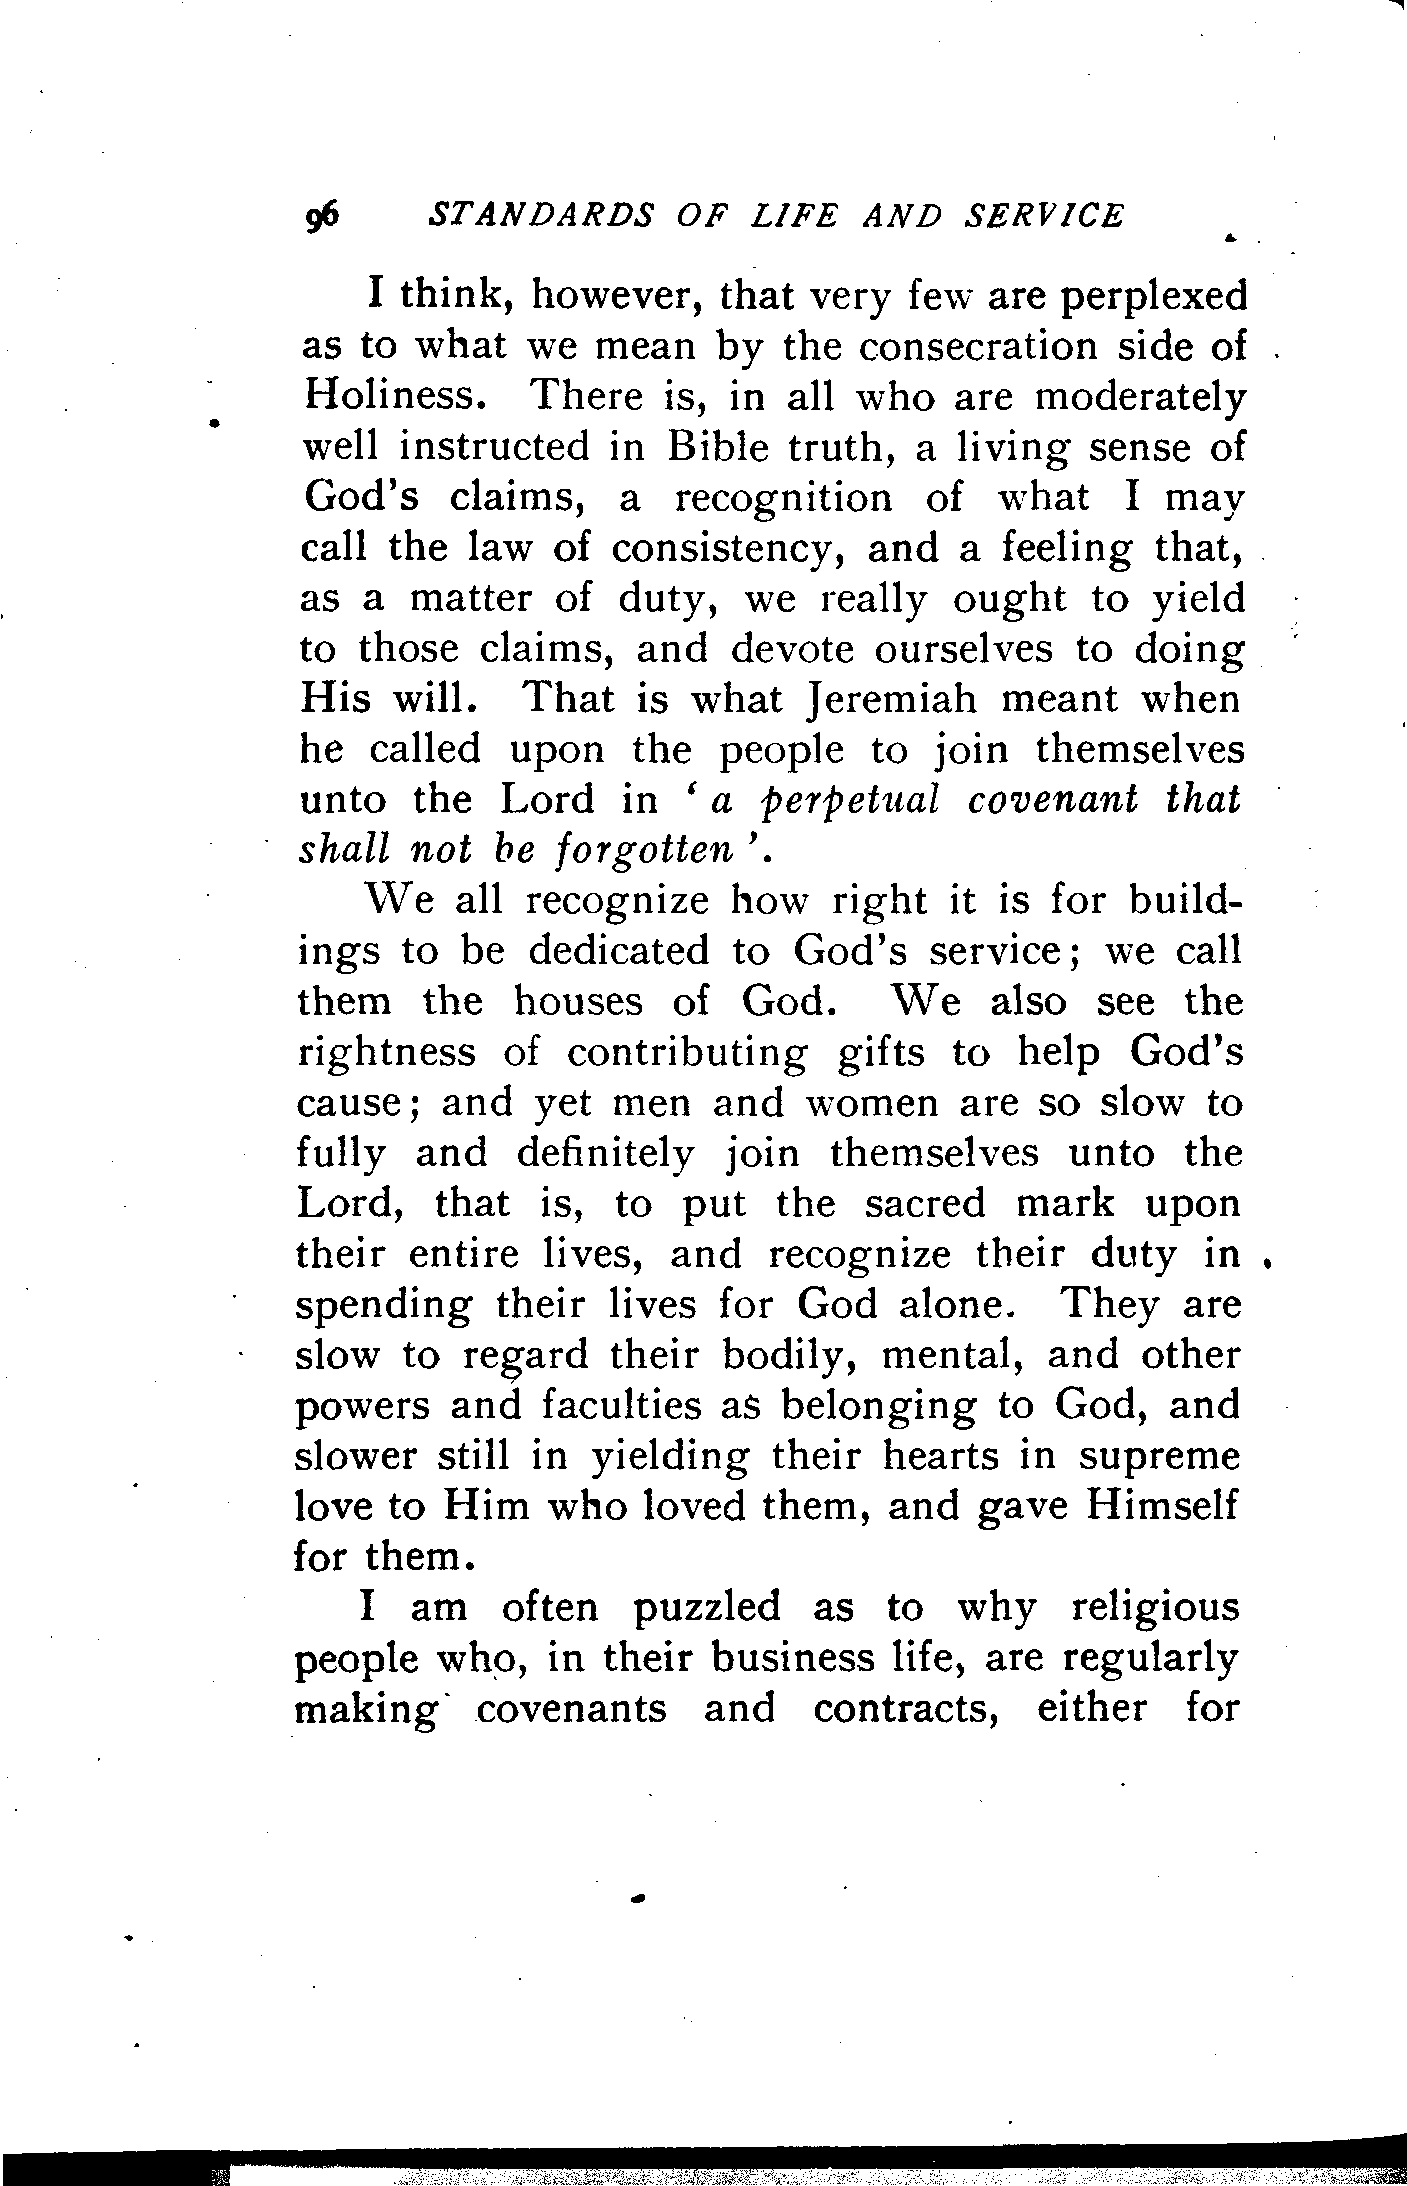 96 STANDARDS OF LIFE AND SERVICE
I think, however, that very few are perplexed
as to what we mean by the consecration side of
Holiness. There is, in all who are moderately
well instructed in Bible truth, a living sense of
God's claims, a recognition of what I may
call the law of consistency, and a feeling that,
as a matter of duty, we really ought to yield
to those claims, and devote ourselves to doing
His will. That is what Jeremiah meant when
he called upon the people to join themselves
unto the Lord in ‘ a perpetual covenant that
shall not be forgotten ’.
We all recognize how right it is for build-
ings to be dedicated to God's service; we call
them the houses of God. We also see the
rightness of contributing gifts to help God's
cause; and yet men and women are so slow to
fully and definitely join themselves unto the
Lord, that is, to put the sacred mark upon
their entire lives, and recognize their duty in
spending their lives for God alone. They are
slow to regard their bodily, mental, and other
powers and faculties as belonging to God, and
slower still in yielding their hearts in supreme
love to Him who loved them, and gave Himself
for them.
I am often puzzled as to why religious
people who, in their business life, are regularly
making covenants and contracts, either for